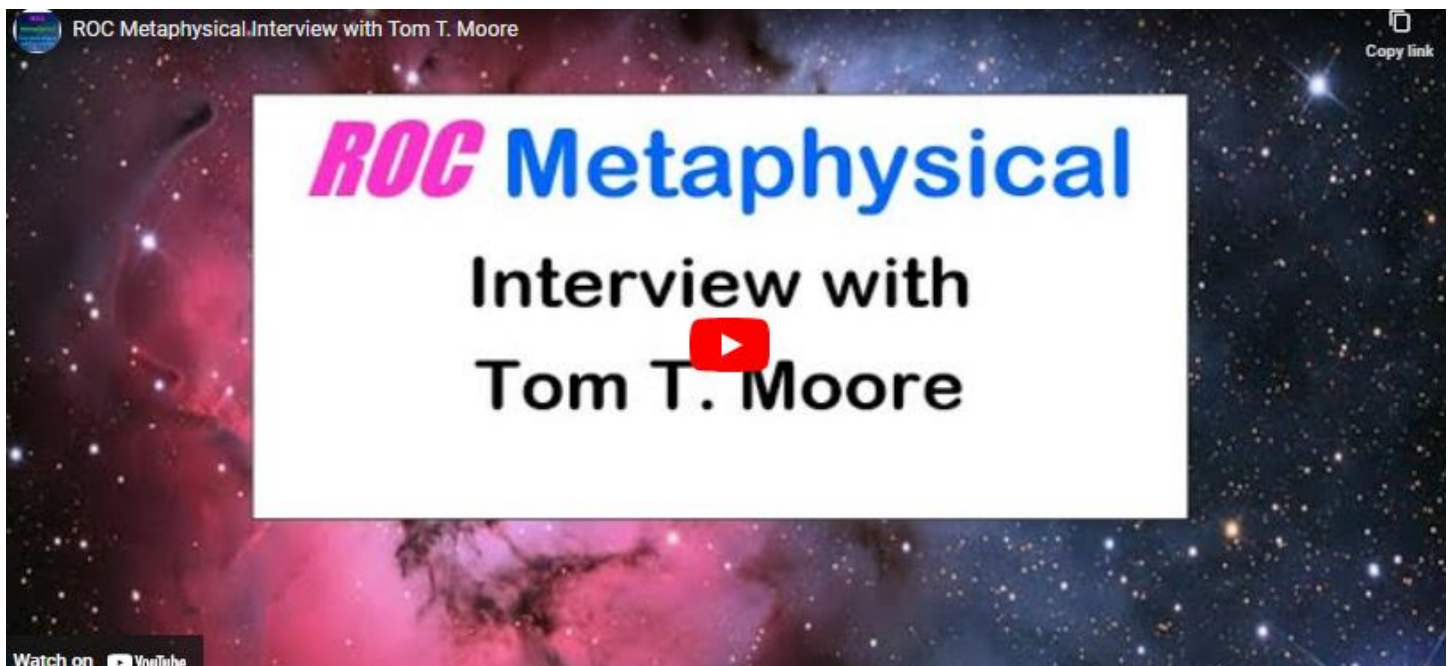 ROC Metaphysical Interview with Tom T. Moore
Copy link
ROC Metaphysical
Interview with
Tom T. Moore
Watch on YouTube